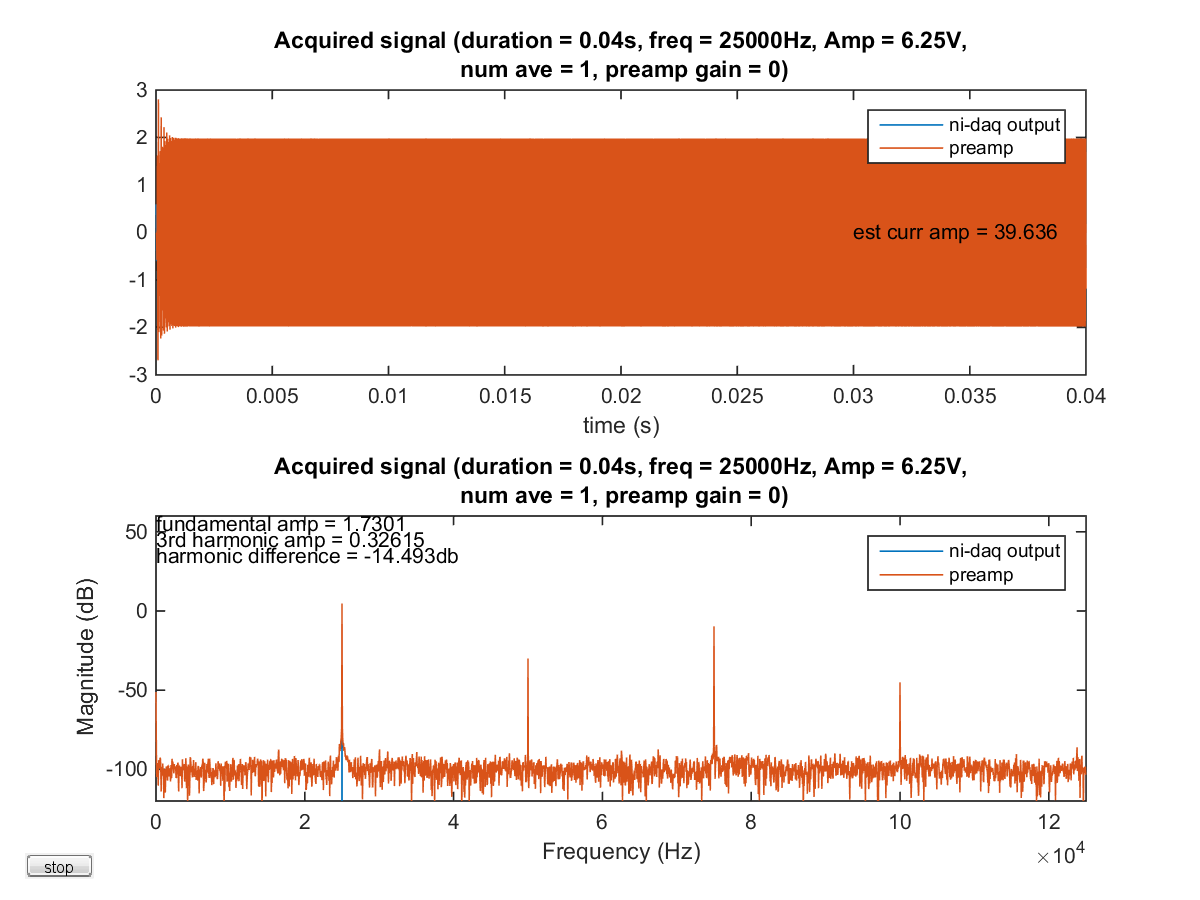 Acquired signal (duration = 0.04s, freq = 25000Hz, Amp = 6.25V,
num ave = 1, preamp gain = 0)
3
2
1
0
-1
-2
-3
ni-daq output
preamp
est curr amp = 39.636
0 0.005 0.01 0.015 0.02 0.025 0.03 0.035 0.04
time (s)
Acquired signal (duration = 0.04s, freq = 25000Hz, Amp = 6.25V,
num ave = 1, preamp gain = 0)
fundamental amp = 1.7301
3rd harmonic amp = 0.32615
harmonic difference = -14.493db
ni-daq output
preamp
Magnitude (dB)
50
0
-50
-100
0 2 4 6 8 10 12
×10⁴
Frequency (Hz)
stop